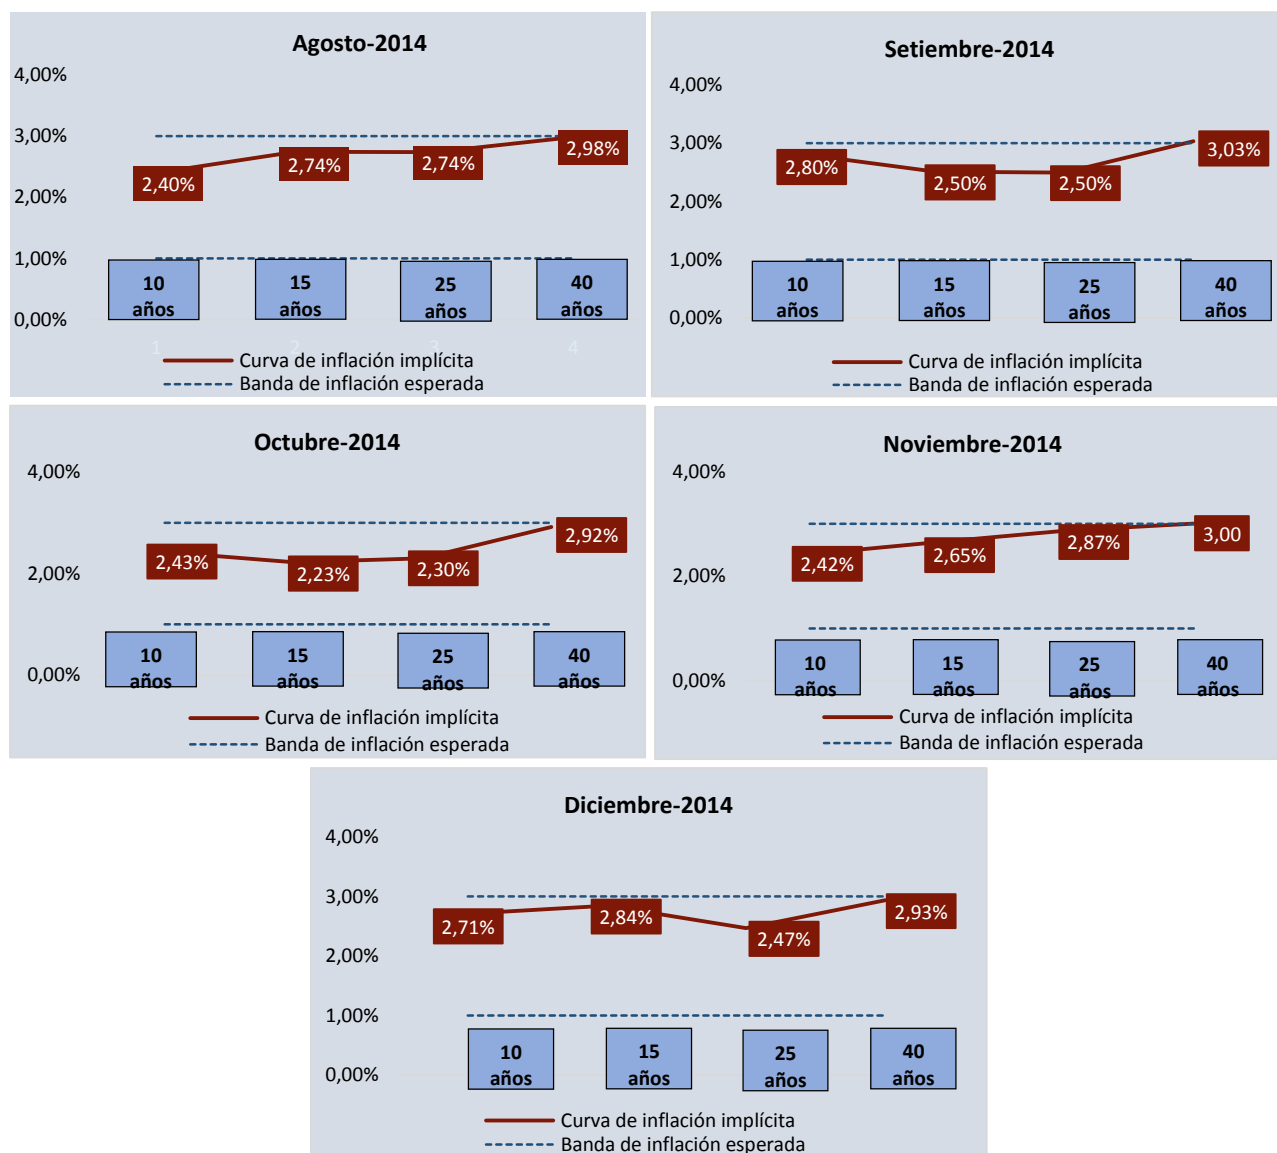 Agosto-2014
4,00%
3,00%
2,00%
1,00%
0,00%
2,40%
2,74%
2,74%
2,98%
10
años
15
años
25
años
40
años
1
2
3
4
Curva de inflación implícita
Banda de inflación esperada
Setiembre-2014
4,00%
3,00%
2,00%
1,00%
0,00%
2,80%
2,50%
2,50%
3,03%
10
años
15
años
25
años
40
años
Curva de inflación implícita
Banda de inflación esperada
Octubre-2014
4,00%
2,00%
0,00%
2,43%
2,23%
2,30%
2,92%
10
años
15
años
25
años
40
años
Curva de inflación implícita
Banda de inflación esperada
Noviembre-2014
4,00%
2,00%
0,00%
2,42%
2,65%
2,87%
3,00
10
años
15
años
25
años
40
años
Curva de inflación implícita
Banda de inflación esperada
Diciembre-2014
4,00%
3,00%
2,00%
1,00%
0,00%
2,71%
2,84%
2,47%
2,93%
10
años
15
años
25
años
40
años
Curva de inflación implícita
Banda de inflación esperada